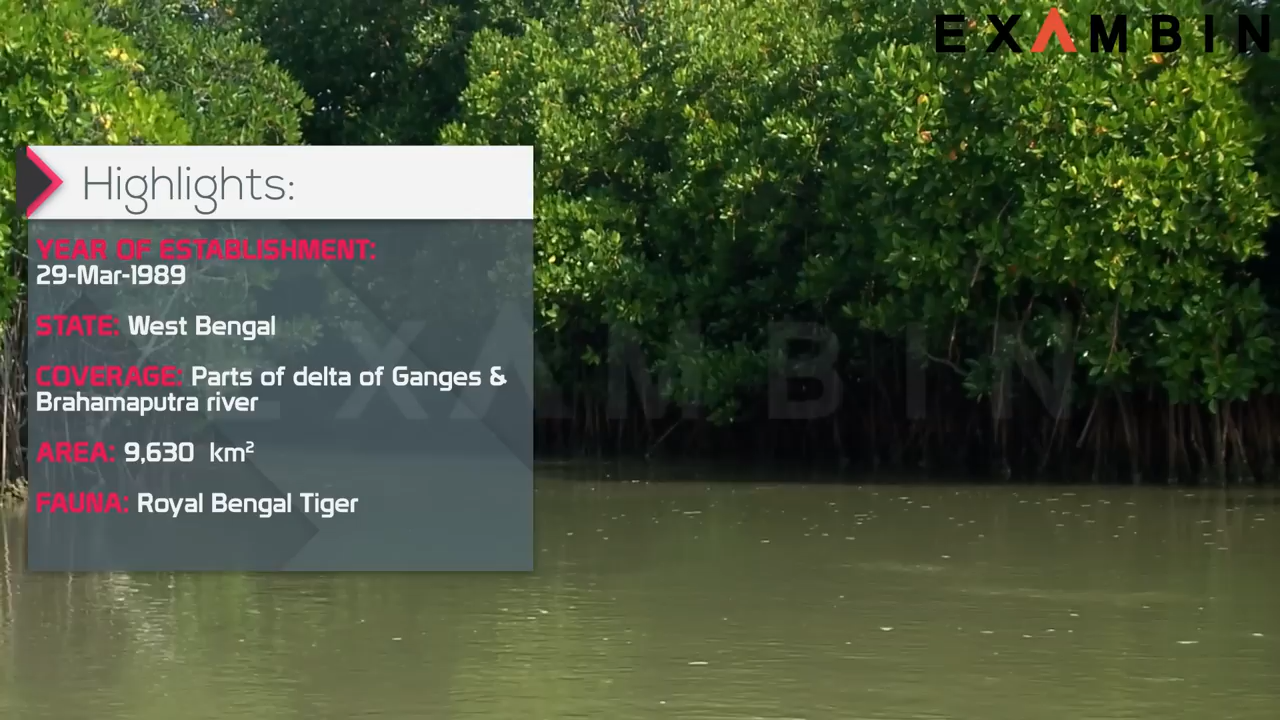 EXAMBIN
Highlights:
YEAR OF ESTABLISHMENT:
29-Mar-1989
STATE: West Bengal
COVERAGE: Parts of delta of Ganges &
Brahamaputra river
AREA: 9,630 km²
FAUNA: Royal Bengal Tiger
EXAMBIN